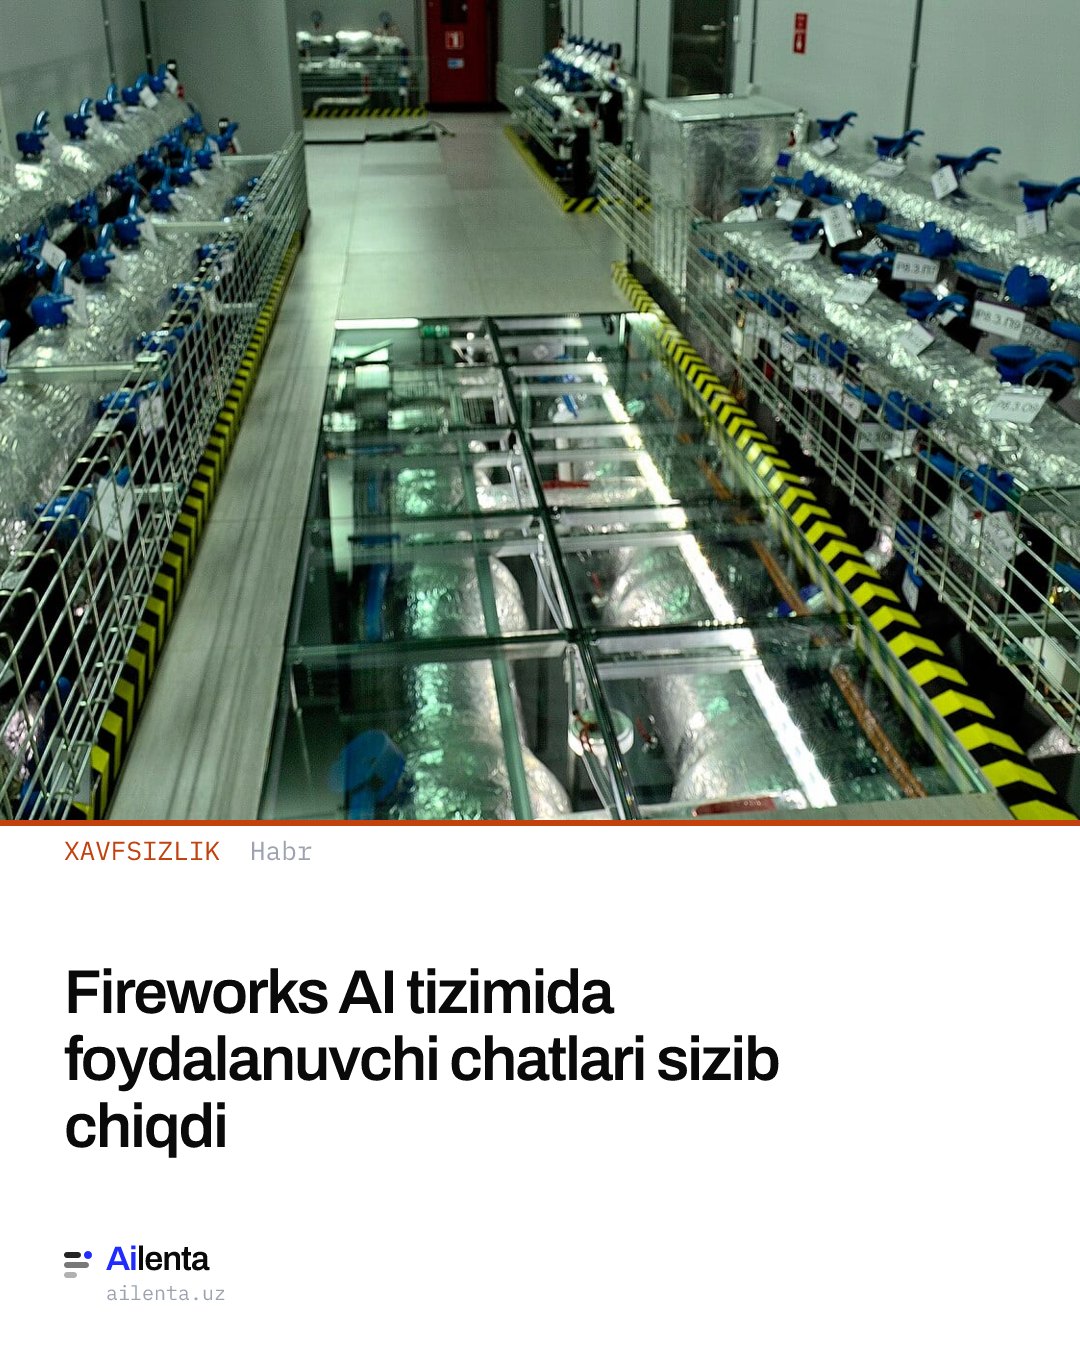 XAVFSIZLIK Habr
Fireworks AI tizimida
foydalanuvchi chatlari sizib
chiqdi
Ailenta
ailenta.uz